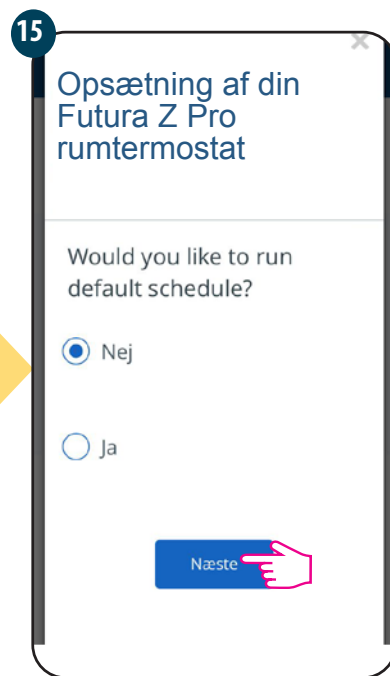 15
Opsætning af din
Futura Z Pro
rumtermostat
Would you like to run
default schedule?
Nej
Ja
Næste